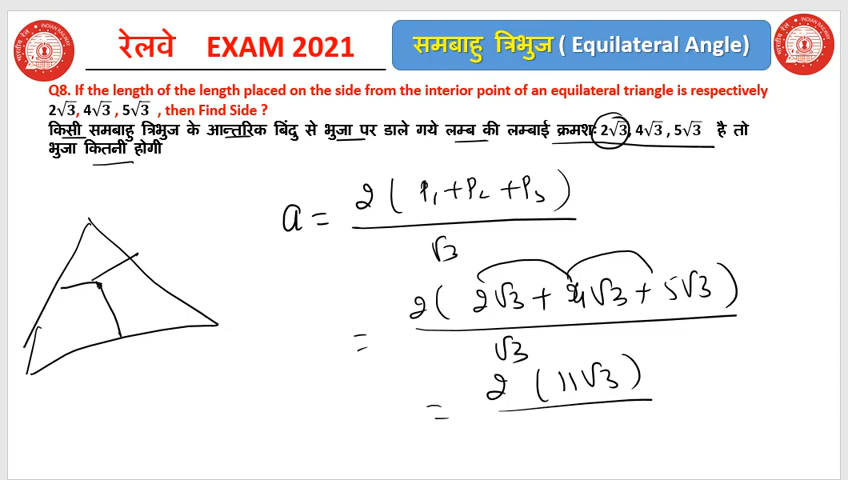 रेलवे EXAM 2021
समबाहु त्रिभुज ( Equilateral Angle)
Q8. If the length of the length placed on the side from the interior point of an equilateral triangle is respectively
2√3, 4√3 , 5√3 , then Find Side ?
किसी समबाहु त्रिभुज के आन्तरिक बिंदु से भुजा पर डाले गये लम्ब की लम्बाई क्रमशः 2√3, 4√3 , 5√3 है तो
भुजा कितनी होगी
a = 2 ( P₁ + P₂ + P₃ )
√3
= 2 ( 2√3 + 4√3 + 5√3 )
√3
= 2 ( 11√3 )